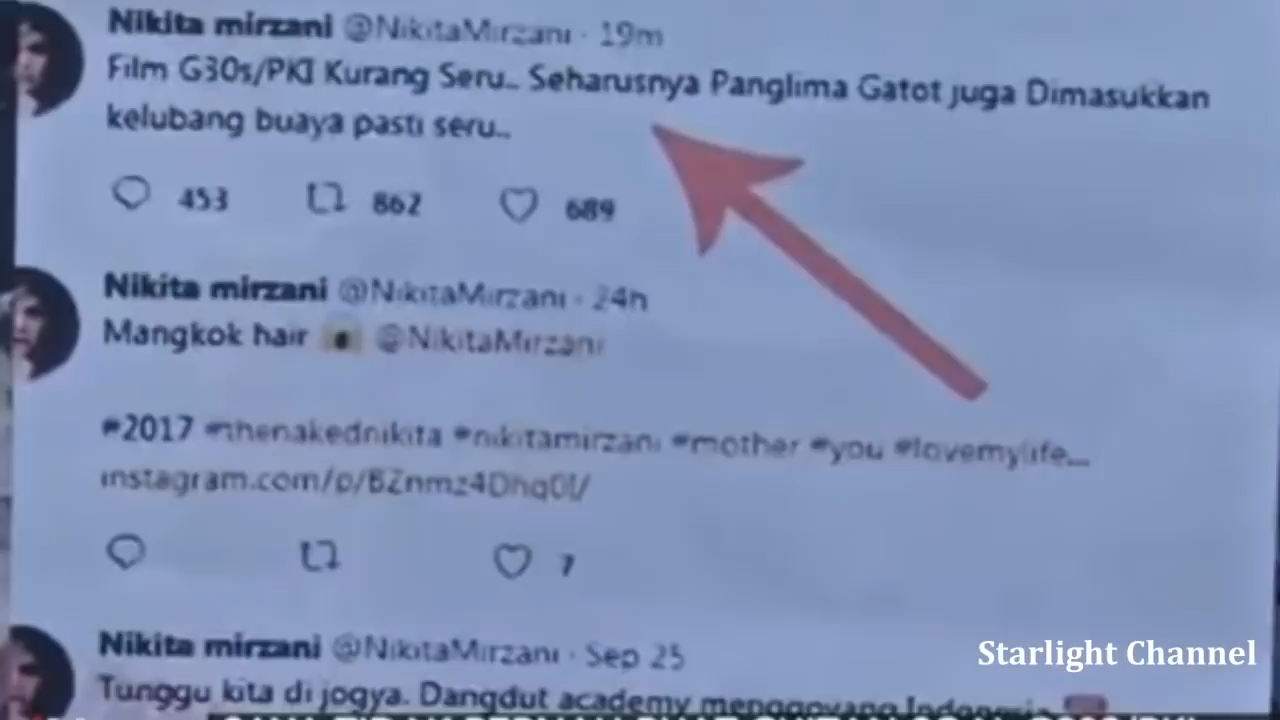 Nikita mirzani @NikitaMirzani · 19m
Film G30s/PKI Kurang Seru.. Seharusnya Panglima Gatot juga Dimasukkan
kelubang buaya pasti seru..
453 862 689
Nikita mirzani @NikitaMirzani · 24h
Mangkok hair @NikitaMirzani
#2017 #thenakednikita #nikitamirzani #mother #you #lovemylife...
instagram.com/p/BZnmz4Dhq0l/
7
Nikita mirzani @NikitaMirzani · Sep 25
Starlight Channel
Tunggu kita di jogya. Dangdut academy menggoyang Indonesia